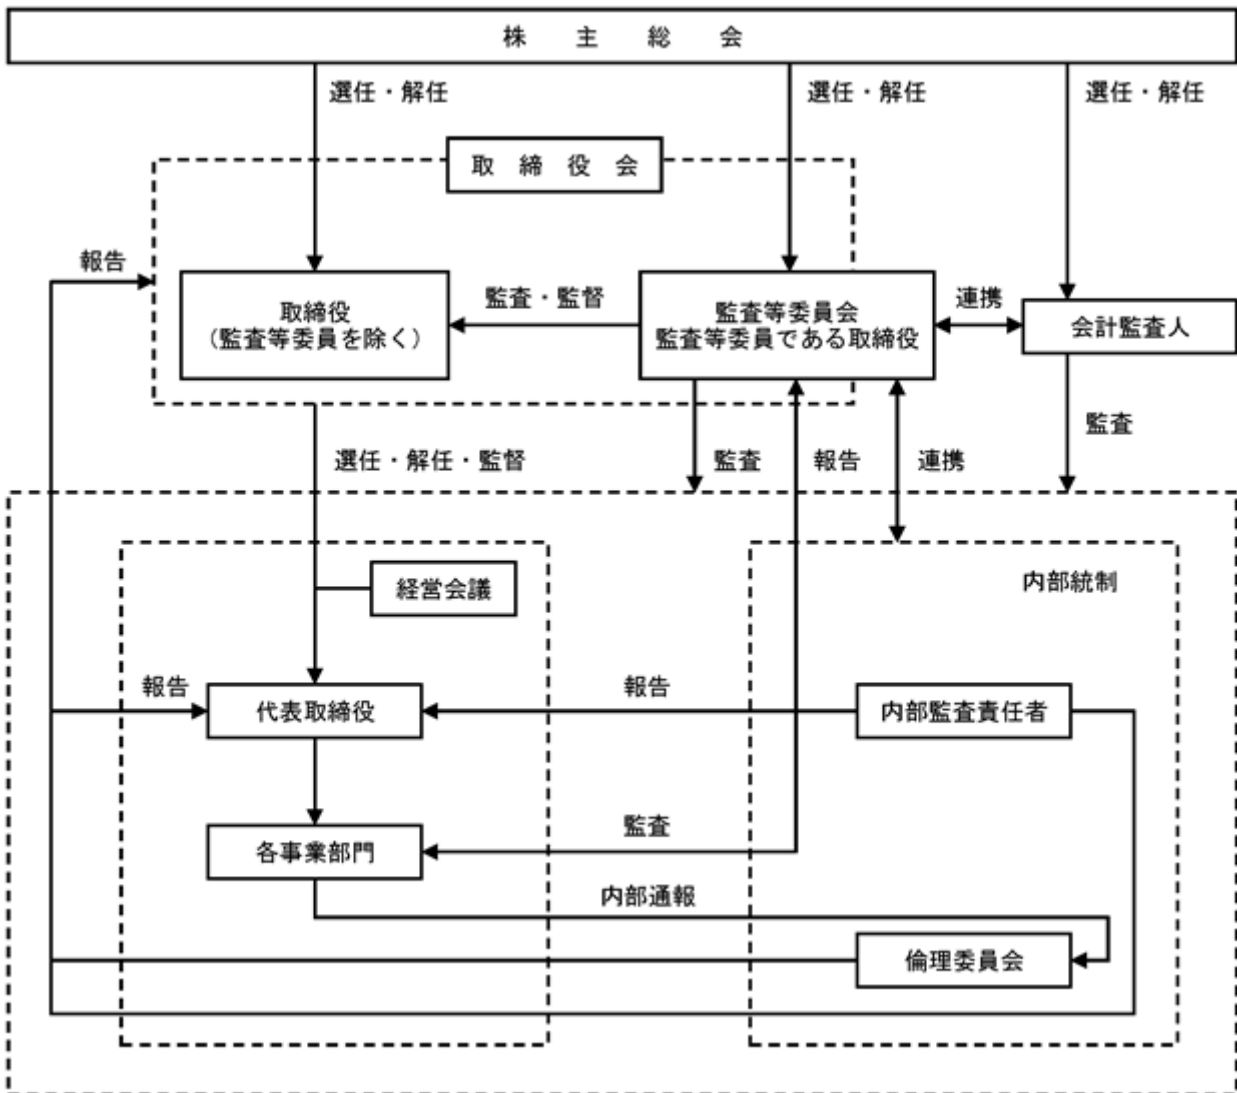 株 主 総 会
選任・解任
選任・解任
選任・解任
取 締 役 会
報告
取締役
(監査等委員を除く)
監査・監督
監査等委員会
監査等委員である取締役
連携
会計監査人
監査
選任・解任・監督
監査
報告
連携
経営会議
内部統制
報告
代表取締役
報告
内部監査責任者
監査
各事業部門
内部通報
倫理委員会